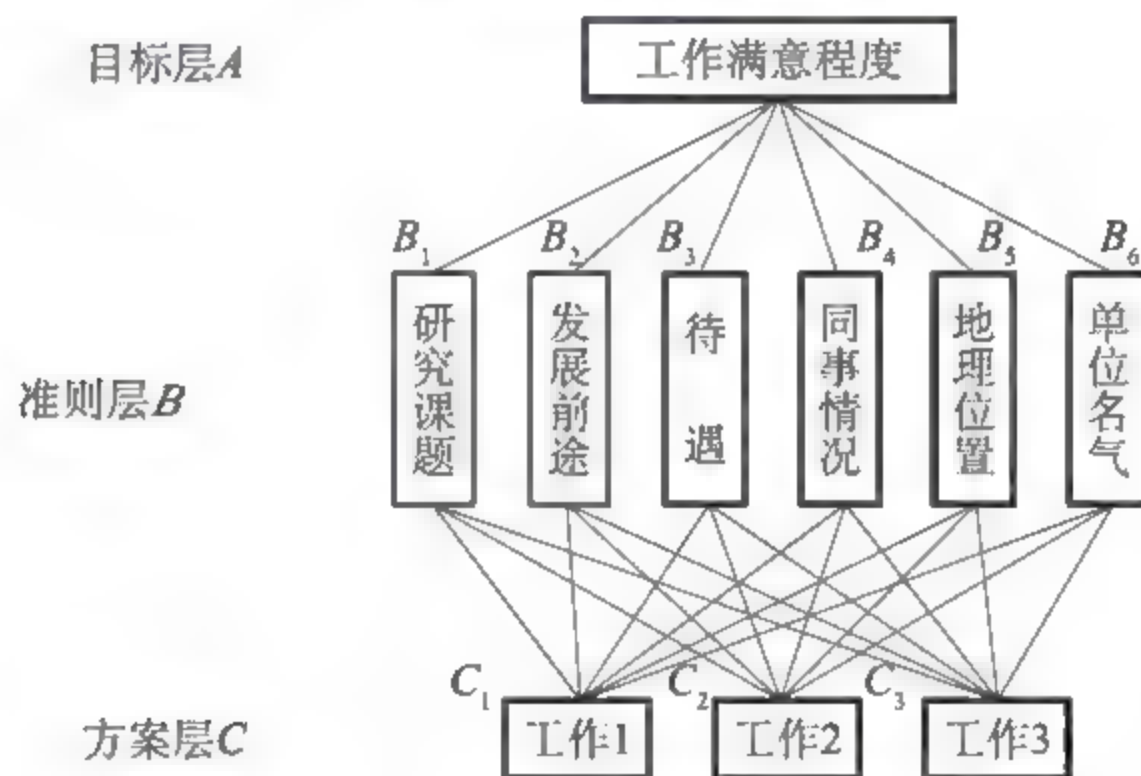 目标层A
工作满意程度
B₁ B₂ B₃ B₄ B₅ B₆
准则层B
研究课题
发展前途
待遇
同事情况
地理位置
单位名气
C₁ C₂ C₃
方案层C
工作1
工作2
工作3